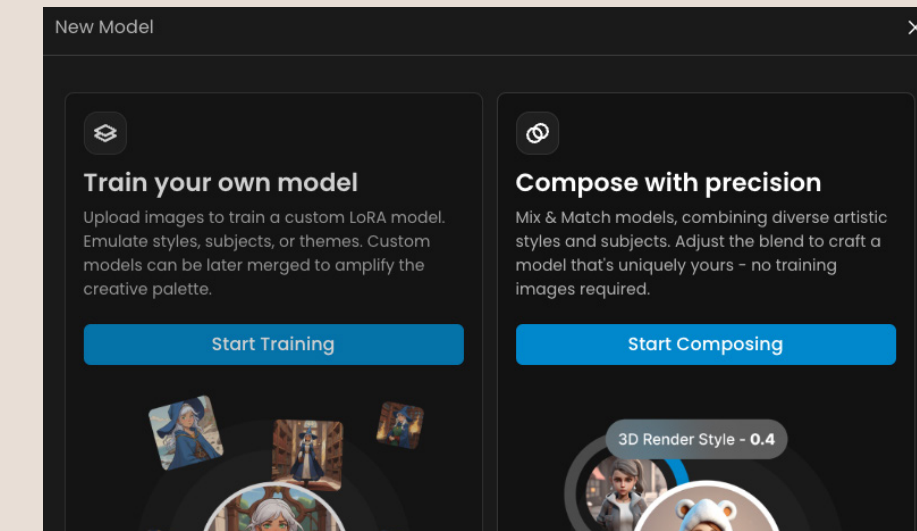 New Model
Train your own model
Upload images to train a custom LoRA model.
Emulate styles, subjects, or themes. Custom
models can be later merged to amplify the
creative palette.
Start Training
Compose with precision
Mix & Match models, combining diverse artistic
styles and subjects. Adjust the blend to craft a
model that's uniquely yours - no training
images required.
Start Composing
3D Render Style - 0.4